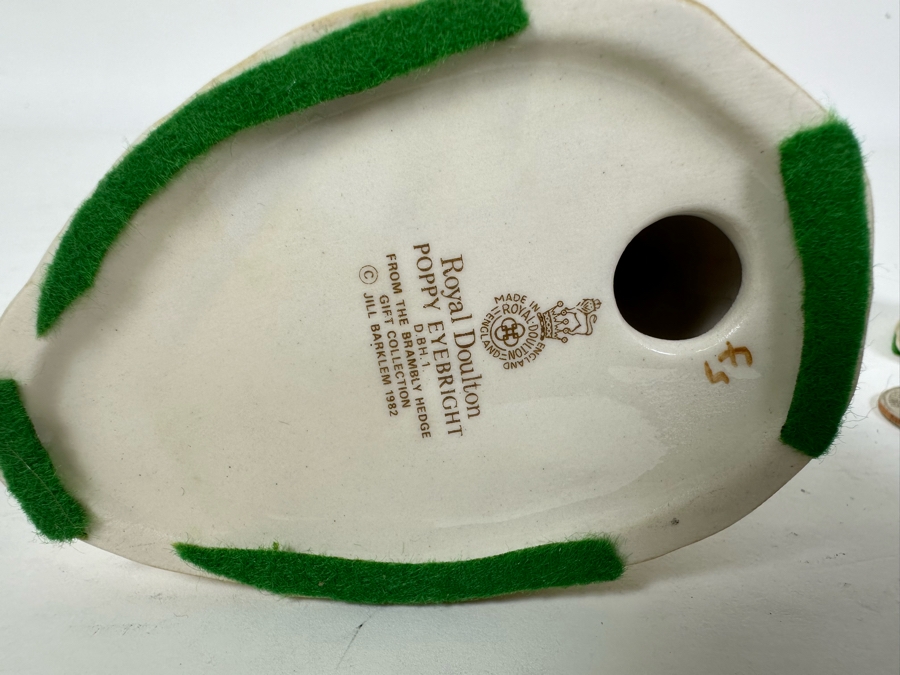 MADE IN ENGLAND
ROYAL·DOULTON
ENGLAND
Royal Doulton
POPPY EYEBRIGHT
D.B.H.1.
FROM THE BRAMBLY HEDGE
GIFT COLLECTION
© JILL BARKLEM 1982